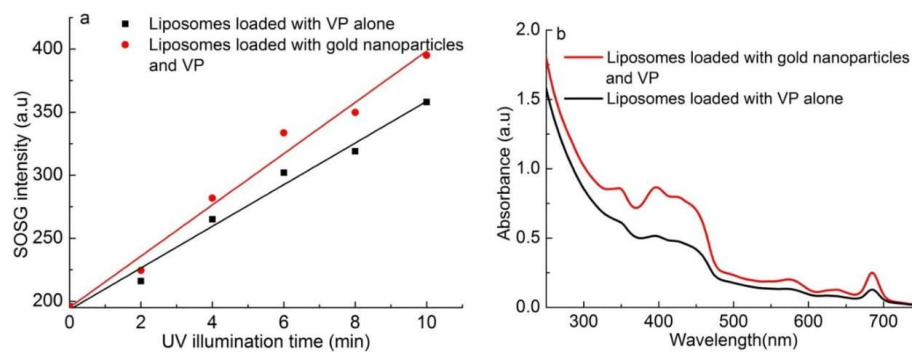 a
Liposomes loaded with VP alone
Liposomes loaded with gold nanoparticles
and VP
400
350
300
250
200
SOSG intensity (a.u)
0 2 4 6 8 10
UV illumination time (min)
b
Liposomes loaded with gold nanoparticles
and VP
Liposomes loaded with VP alone
2.0
1.5
1.0
0.5
0.0
Absorbance (a.u)
300 400 500 600 700
Wavelength(nm)